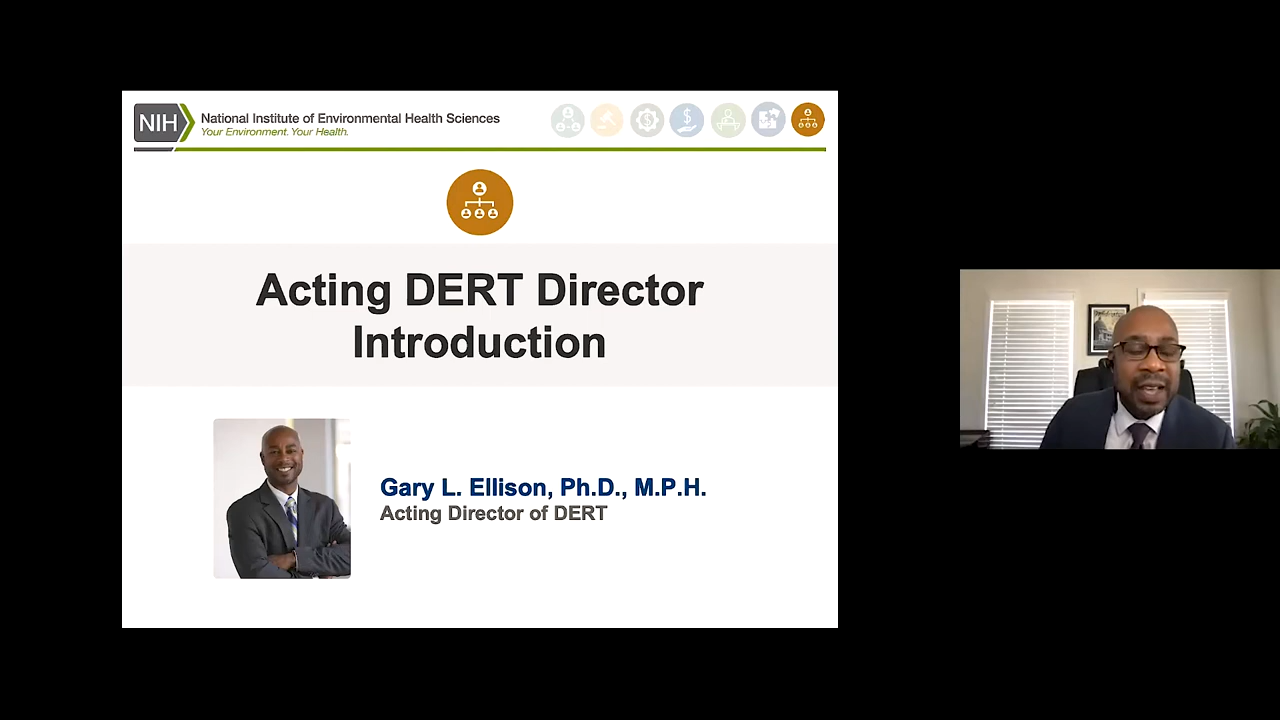 NIH
National Institute of Environmental Health Sciences
Your Environment. Your Health.
Acting DERT Director
Introduction
Gary L. Ellison, Ph.D., M.P.H.
Acting Director of DERT